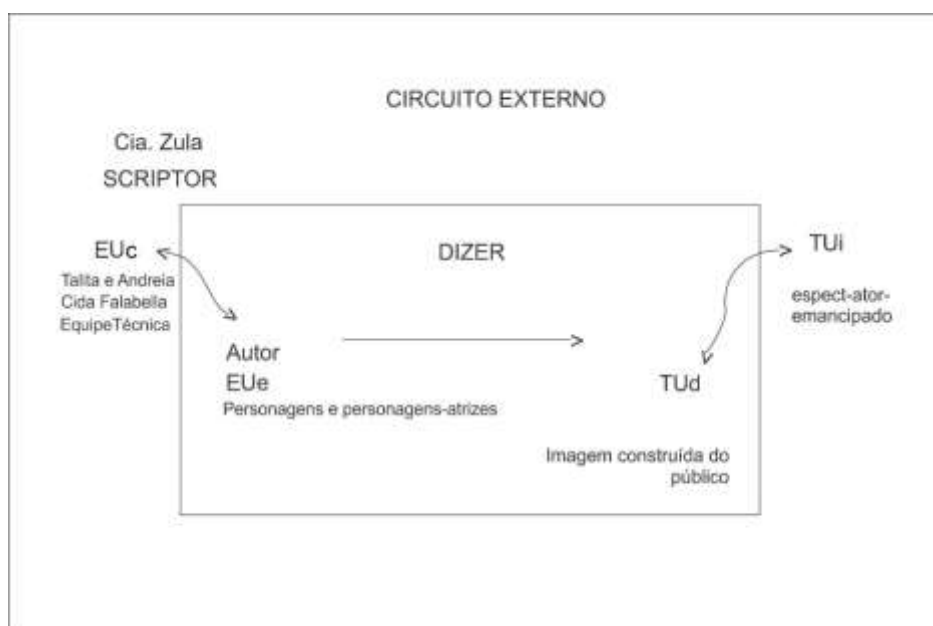 CIRCUITO EXTERNO
Cia. Zula
SCRIPTOR
EUc
Talita e Andreia
Cida Falabella
EquipeTécnica
DIZER
TUi
espect-ator-
emancipado
Autor
EUe
Personagens e personagens-atrizes
TUd
Imagem construída do
público